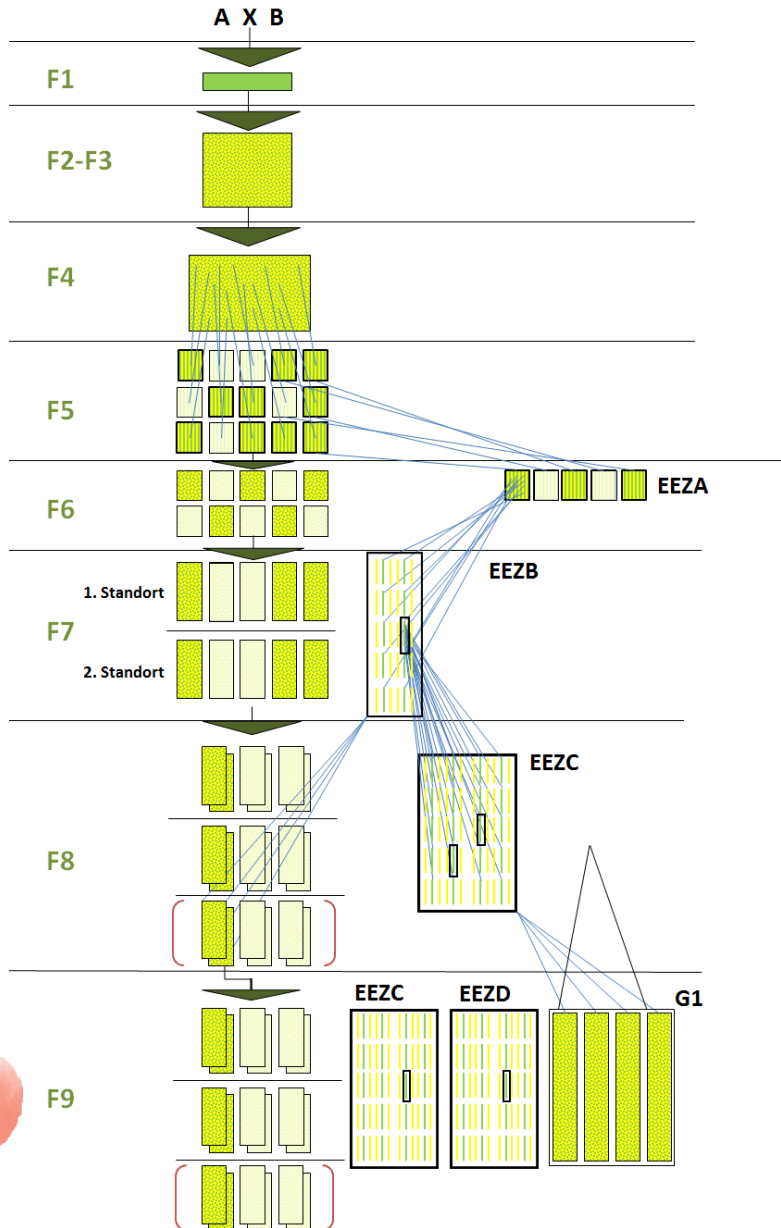 A X B
F1
F2-F3
F4
F5
EEZA
F6
EEZB
1. Standort
F7
2. Standort
EEZC
F8
EEZC
EEZD
G1
F9